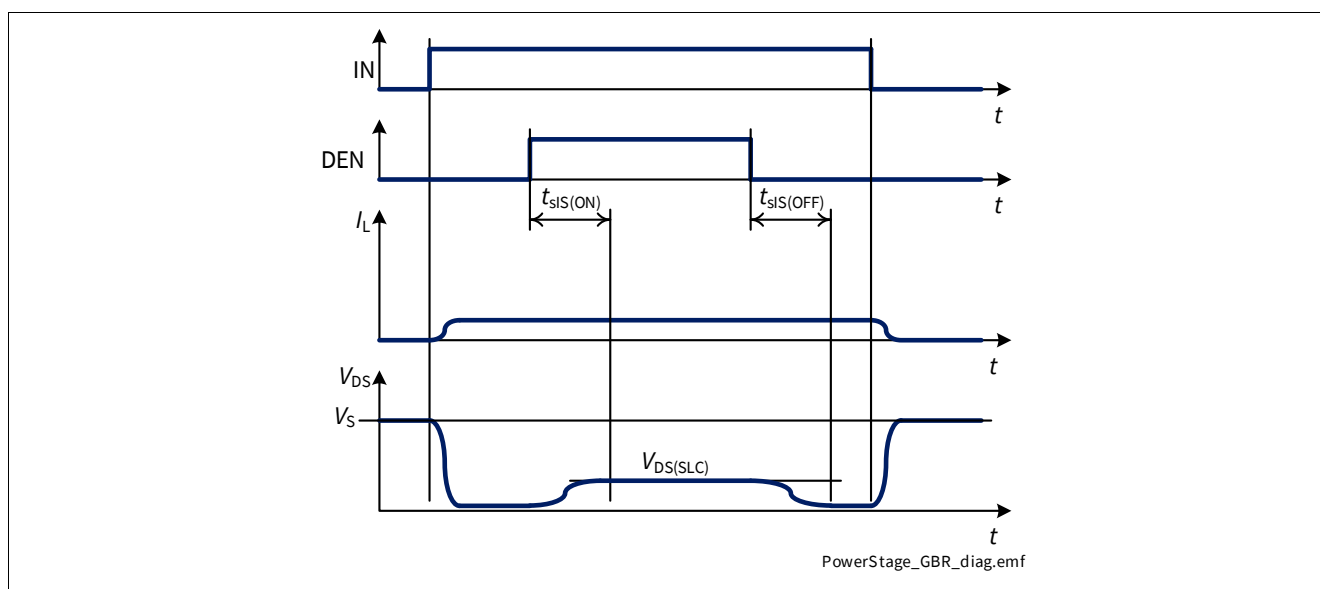 IN
t
DEN
t
tsIS(ON)
tsIS(OFF)
IL
t
VDS
VS
VDS(SLC)
t
PowerStage_GBR_diag.emf